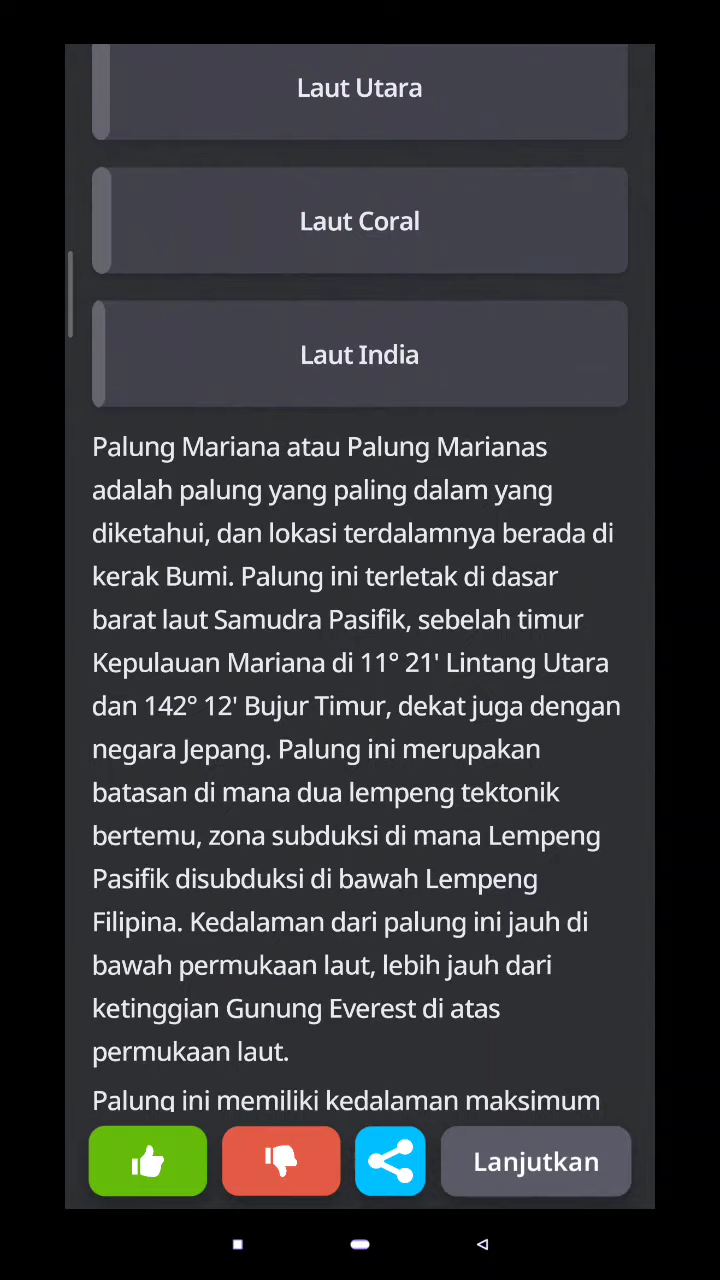 Laut Utara
Laut Coral
Laut India
Palung Mariana atau Palung Marianas
adalah palung yang paling dalam yang
diketahui, dan lokasi terdalamnya berada di
kerak Bumi. Palung ini terletak di dasar
barat laut Samudra Pasifik, sebelah timur
Kepulauan Mariana di 11° 21' Lintang Utara
dan 142° 12' Bujur Timur, dekat juga dengan
negara Jepang. Palung ini merupakan
batasan di mana dua lempeng tektonik
bertemu, zona subduksi di mana Lempeng
Pasifik disubduksi di bawah Lempeng
Filipina. Kedalaman dari palung ini jauh di
bawah permukaan laut, lebih jauh dari
ketinggian Gunung Everest di atas
permukaan laut.
Palung ini memiliki kedalaman maksimum
Lanjutkan